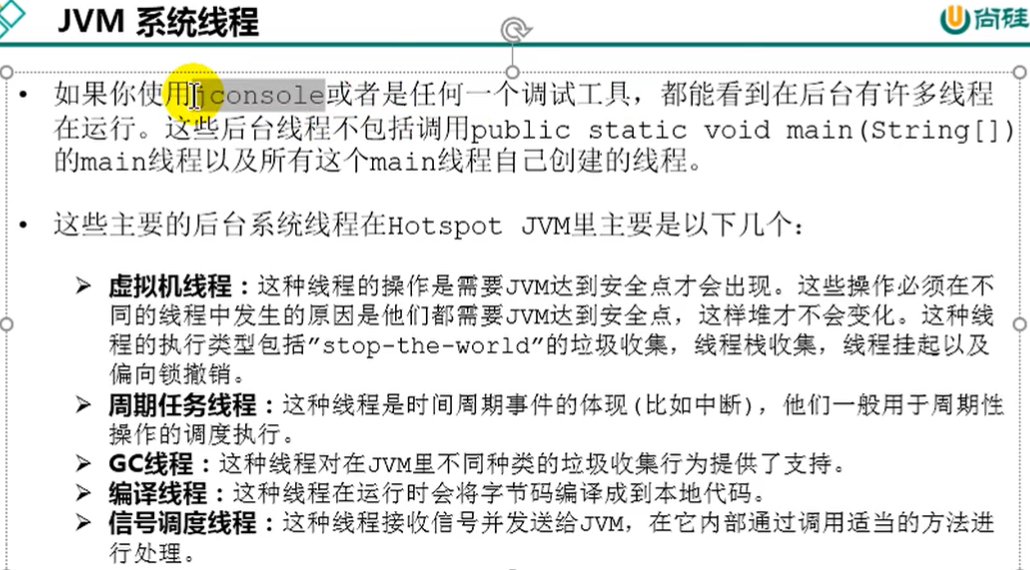 JVM 系统线程
尚硅
• 如果你使用jconsole或者是任何一个调试工具，都能看到在后台有许多线程
在运行。这些后台线程不包括调用public static void main(String[])
的main线程以及所有这个main线程自己创建的线程。
• 这些主要的后台系统线程在Hotspot JVM里主要是以下几个：
➢ 虚拟机线程：这种线程的操作是需要JVM达到安全点才会出现。这些操作必须在不
同的线程中发生的原因是他们都需要JVM达到安全点，这样堆才不会变化。这种线
程的执行类型包括”stop-the-world”的垃圾收集，线程栈收集，线程挂起以及
偏向锁撤销。
➢ 周期任务线程：这种线程是时间周期事件的体现(比如中断)，他们一般用于周期性
操作的调度执行。
➢ GC线程：这种线程对在JVM里不同种类的垃圾收集行为提供了支持。
➢ 编译线程：这种线程在运行时会将字节码编译成到本地代码。
➢ 信号调度线程：这种线程接收信号并发送给JVM，在它内部通过调用适当的方法进
行处理。